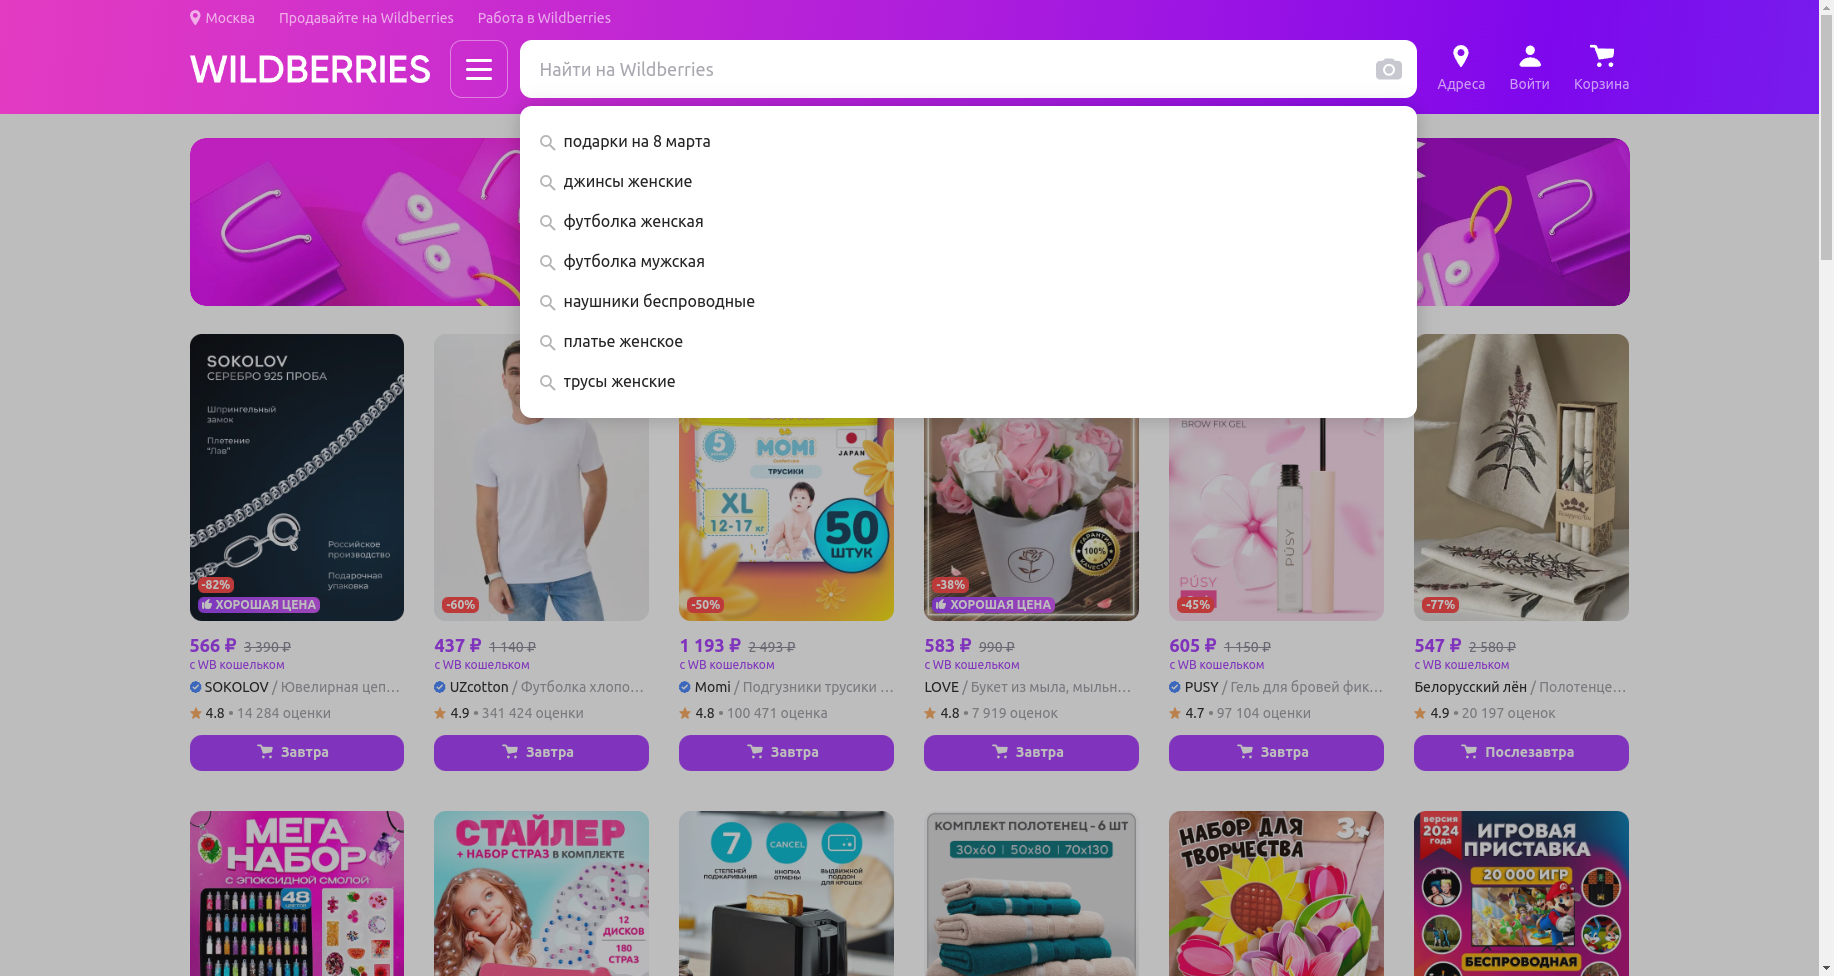 Москва
Продавайте на Wildberries
Работа в Wildberries
WILDBERRIES
Найти на Wildberries
Адреса
Войти
Корзина
подарки на 8 марта
джинсы женские
футболка женская
футболка мужская
наушники беспроводные
платье женское
трусы женские
SOKOLOV
СЕРЕБРО 925 ПРОБА
Шпрингельный
замок
Плетение
"Лав"
Российское
производство
Подарочная
упаковка
-82%
ХОРОШАЯ ЦЕНА
-60%
5
MOMi
JAPAN
ТРУСИКИ
XL
12-17 кг
50
ШТУК
-50%
ГАРАНТИЯ
100%
КАЧЕСТВА
-38%
ХОРОШАЯ ЦЕНА
BROW FIX GEL
PÚSY
PÚSY
-45%
-77%
566 ₽ 3 390 ₽
с WB кошельком
SOKOLOV / Ювелирная цеп...
4.8 • 14 284 оценки
Завтра
437 ₽ 1 140 ₽
с WB кошельком
UZcotton / Футболка хлопо...
4.9 • 341 424 оценки
Завтра
1 193 ₽ 2 493 ₽
с WB кошельком
Momi / Подгузники трусики ...
4.8 • 100 471 оценка
Завтра
583 ₽ 990 ₽
с WB кошельком
LOVE / Букет из мыла, мыльн...
4.8 • 7 919 оценок
Завтра
605 ₽ 1 150 ₽
с WB кошельком
PUSY / Гель для бровей фик...
4.7 • 97 104 оценки
Завтра
547 ₽ 2 580 ₽
с WB кошельком
Белорусский лён / Полотенце...
4.9 • 20 197 оценок
Послезавтра
МЕГА
НАБОР
С ЭПОКСИДНОЙ СМОЛОЙ
48
ЦВЕТОВ
СТАЙЛЕР
+ НАБОР СТРАЗ В КОМПЛЕКТЕ
12
ДИСКОВ
180
СТРАЗ
7
CANCEL
СТЕПЕНЕЙ
ПОДЖАРИВАНИЯ
КНОПКА
ОТМЕНЫ
ВЫДВИЖНОЙ
ПОДДОН
ДЛЯ КРОШЕК
КОМПЛЕКТ ПОЛОТЕНЕЦ - 6 ШТ
30x60 | 50x80 | 70x130
НАБОР ДЛЯ
ТВОРЧЕСТВА
3+
версия
2024
года
ИГРОВАЯ
ПРИСТАВКА
20 000 ИГР
БЕСПРОВОДНАЯ